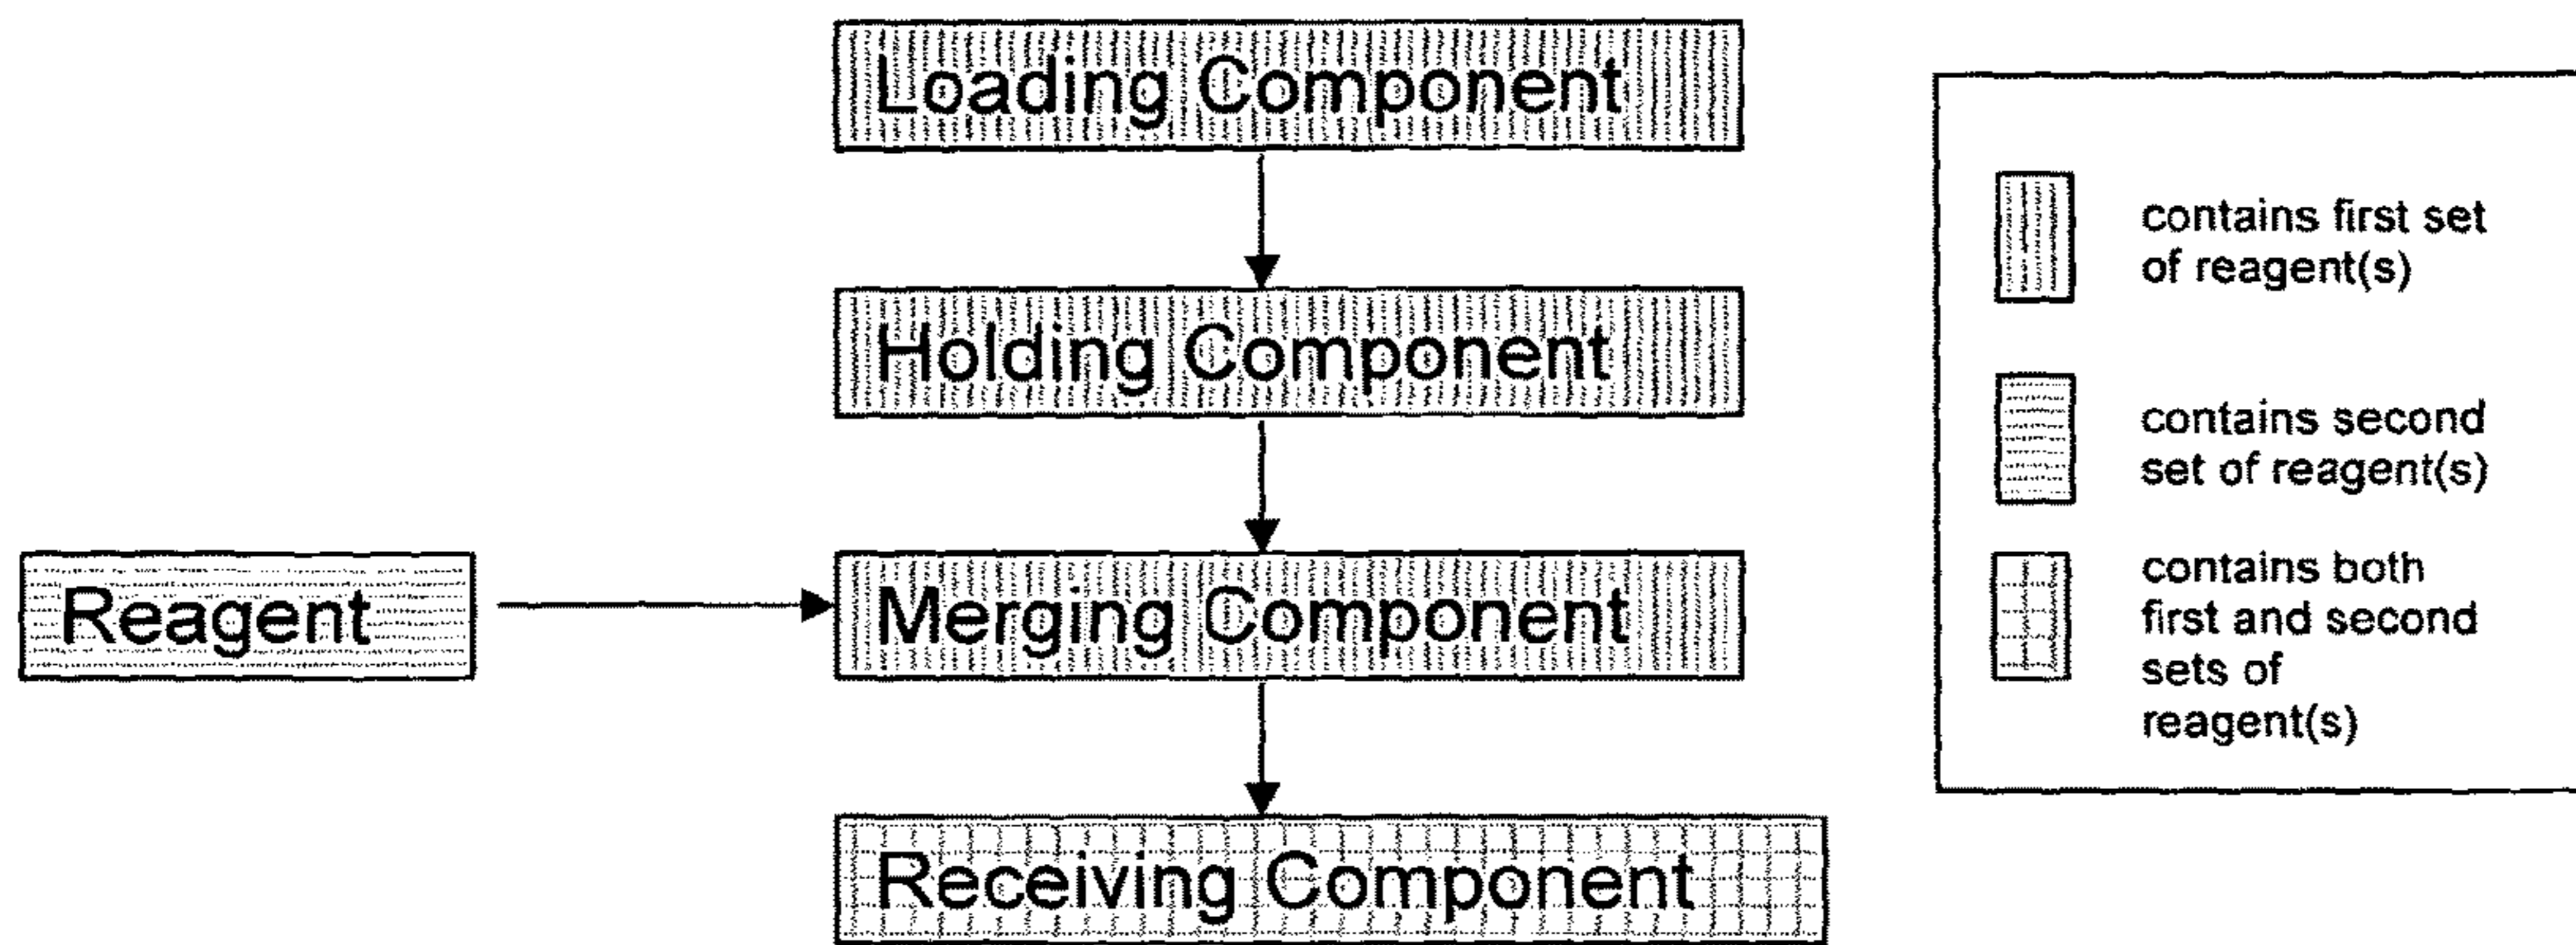 Loading Component
Holding Component
Reagent
Merging Component
Receiving Component
contains first set
of reagent(s)
contains second
set of reagent(s)
contains both
first and second
sets of
reagent(s)